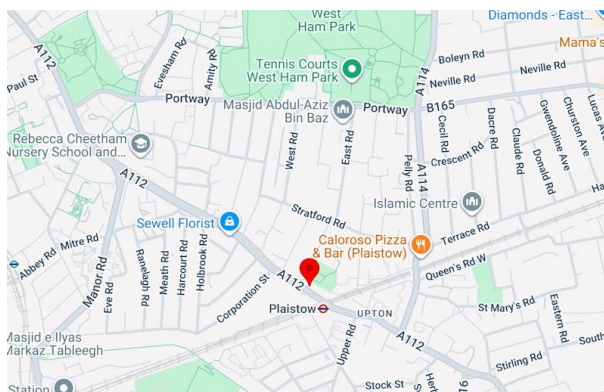 West
Ham Park
Diamonds - East...
Mama's
A112
Paul St
Evesham Rd
Amity Rd
Tennis Courts
West Ham Park
A114
Boleyn Rd
Neville Rd
Neville Rd
Portway
Masjid Abdul-Aziz
Bin Baz
Portway
B165
Rebecca Cheetham
Nursery School and...
West Rd
East Rd
Pelly Rd
A114
Cecil Rd
Crescent Rd
Dacre Rd
Claude Rd
Gwendoline Ave
Donald Rd
Churston Ave
Lucas Ave
A112
Islamic Centre
Sewell Florist
Stratford Rd
Caloroso Pizza
& Bar (Plaistow)
Terrace Rd
Ha
Abbey Rd
Mitre Rd
Manor Rd
Eve Rd
Ranelagh Rd
Meath Rd
Harcourt Rd
Holbrook Rd
Corporation St
A112
Queen's Rd W
Plaistow
UPTON
St Mary's Rd
Eastern Rd
Masjid e Ilyas
Markaz Tableegh
Upper Rd
South
Stirling Rd
Station
Stock St
Her
A112
16